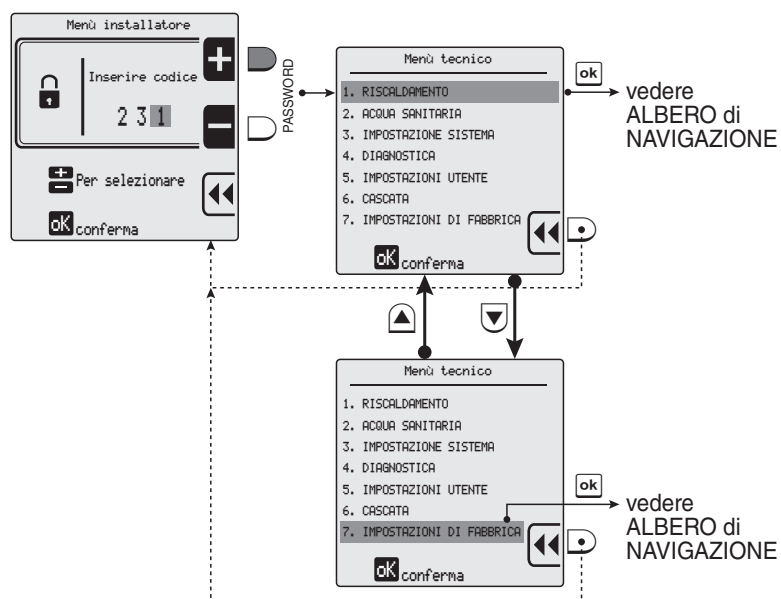 Menù installatore
Inserire codice
2 3 1
Per selezionare
oK conferma
PASSWORD
Menù tecnico
1. RISCALDAMENTO
2. ACQUA SANITARIA
3. IMPOSTAZIONE SISTEMA
4. DIAGNOSTICA
5. IMPOSTAZIONI UTENTE
6. CASCATA
7. IMPOSTAZIONI DI FABBRICA
oK conferma
ok
vedere
ALBERO di
NAVIGAZIONE
Menù tecnico
1. RISCALDAMENTO
2. ACQUA SANITARIA
3. IMPOSTAZIONE SISTEMA
4. DIAGNOSTICA
5. IMPOSTAZIONI UTENTE
6. CASCATA
7. IMPOSTAZIONI DI FABBRICA
oK conferma
ok
vedere
ALBERO di
NAVIGAZIONE